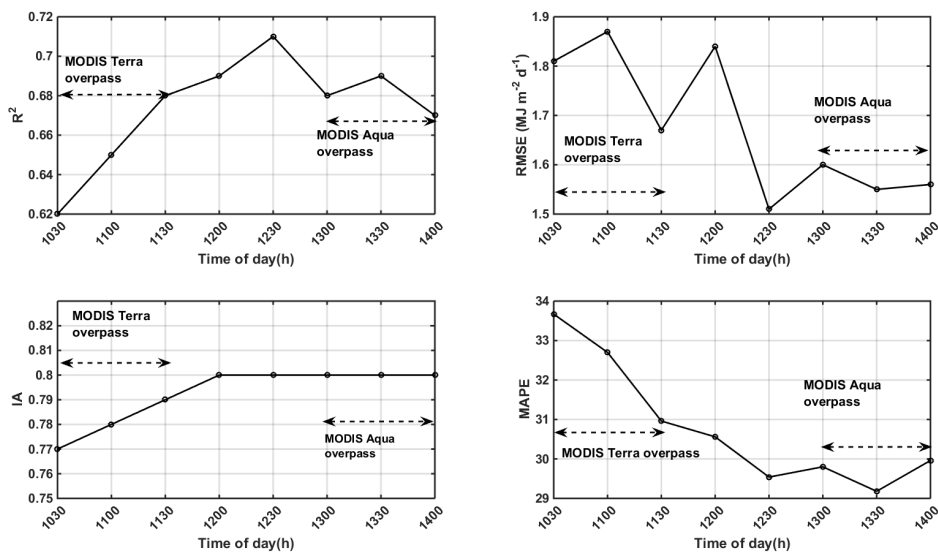 0.72
0.7
0.68
0.66
0.64
0.62
R2
MODIS Terra
overpass
MODIS Aqua
overpass
1030 1100 1130 1200 1230 1300 1330 1400
Time of day(h)
1.9
1.8
1.7
1.6
1.5
RMSE (MJ m-2 d-1)
MODIS Aqua
overpass
MODIS Terra
overpass
1030 1100 1130 1200 1230 1300 1330 1400
Time of day(h)
0.82
0.81
0.8
0.79
0.78
0.77
0.76
0.75
IA
MODIS Terra
overpass
MODIS Aqua
overpass
1030 1100 1130 1200 1230 1300 1330 1400
Time of day(h)
34
33
32
31
30
29
MAPE
MODIS Aqua
overpass
MODIS Terra overpass
1030 1100 1130 1200 1230 1300 1330 1400
Time of day(h)